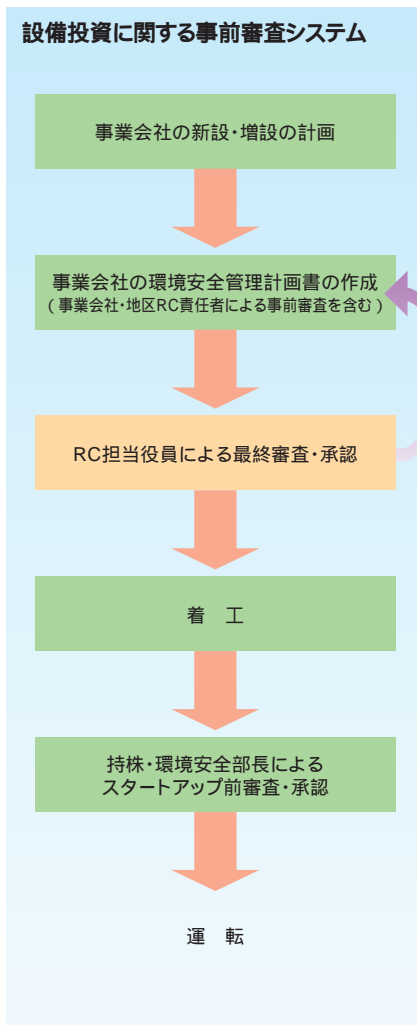 設備投資に関する事前審査システム
事業会社の新設・増設の計画
事業会社の環境安全管理計画書の作成
(事業会社・地区RC責任者による事前審査を含む)
RC担当役員による最終審査・承認
着　工
持株・環境安全部長による
スタートアップ前審査・承認
運　転